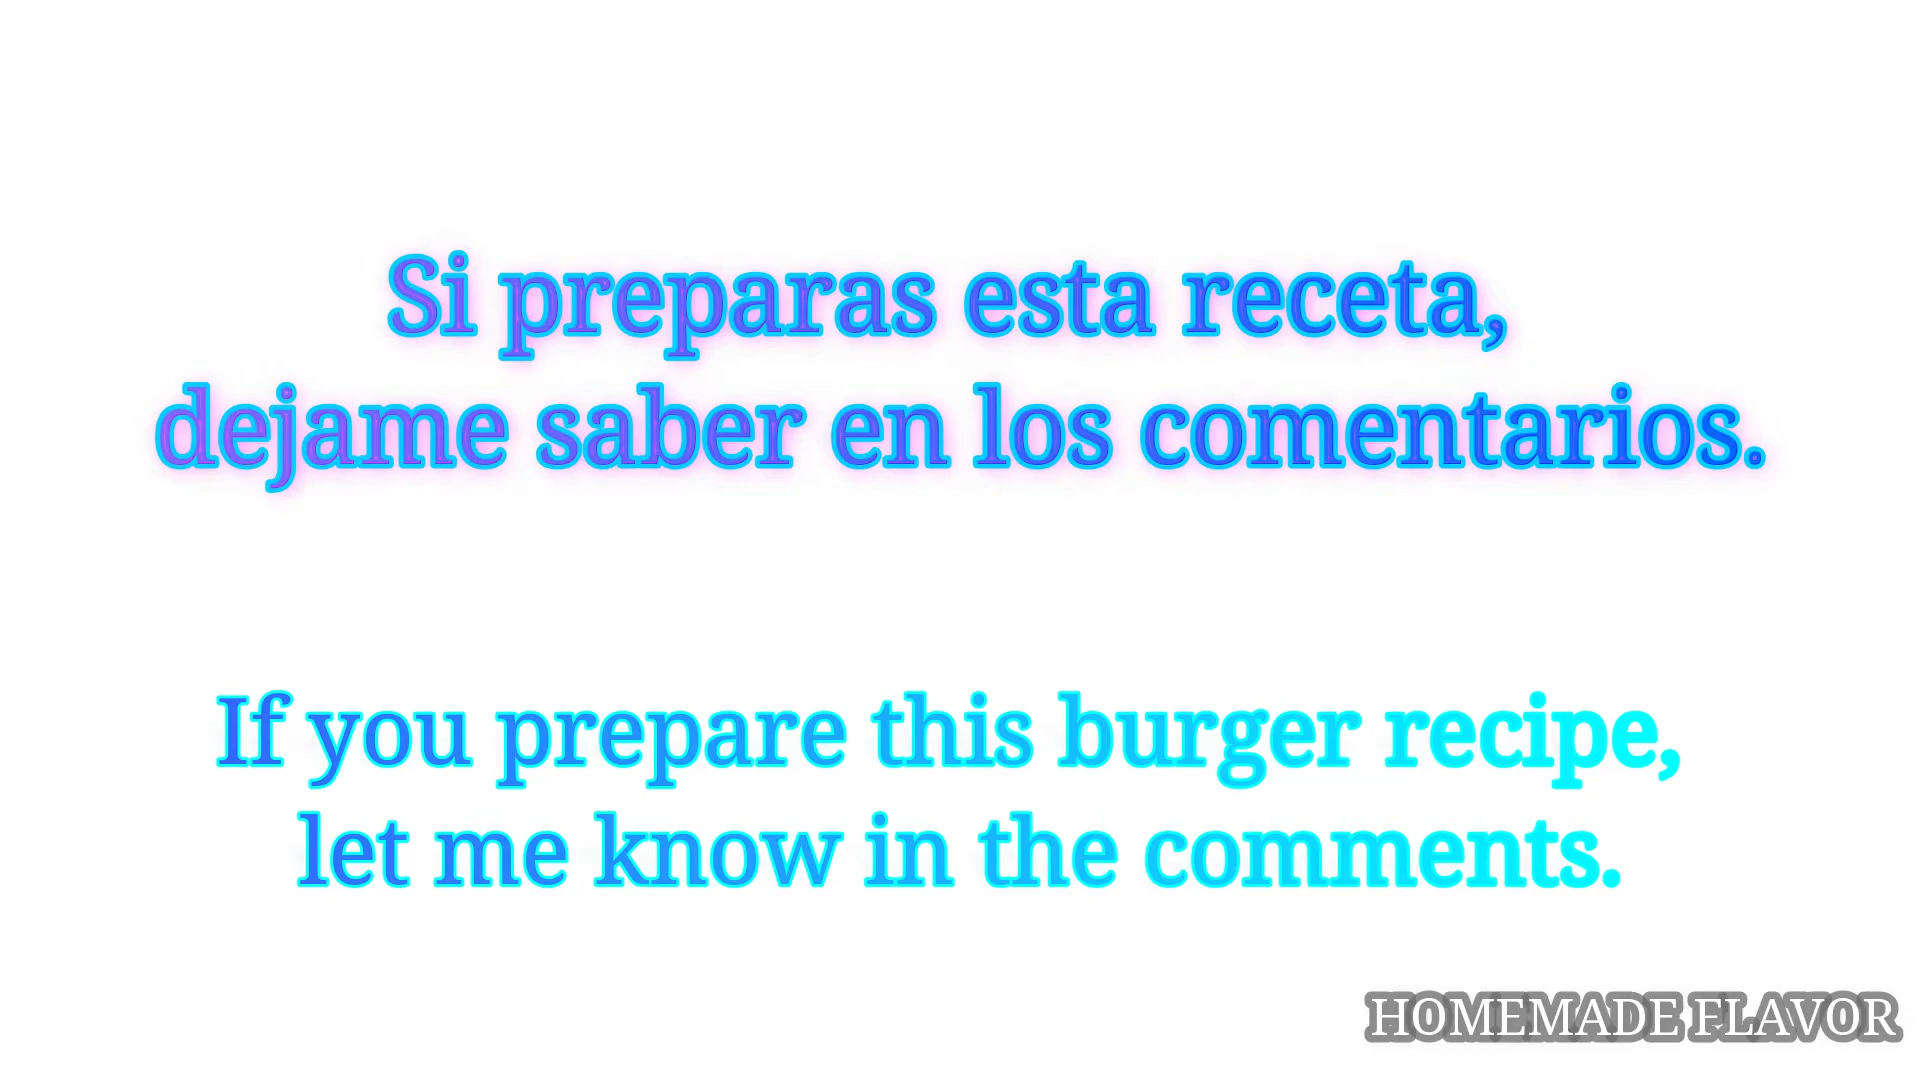 Si preparas esta receta,
dejame saber en los comentarios.
If you prepare this burger recipe,
let me know in the comments.
HOMEMADE FLAVOR